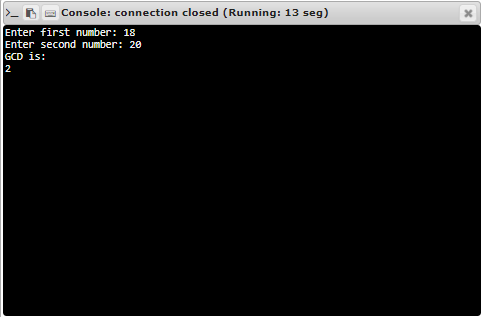 >_ Console: connection closed (Running: 13 seg)
Enter first number: 18
Enter second number: 20
GCD is:
2